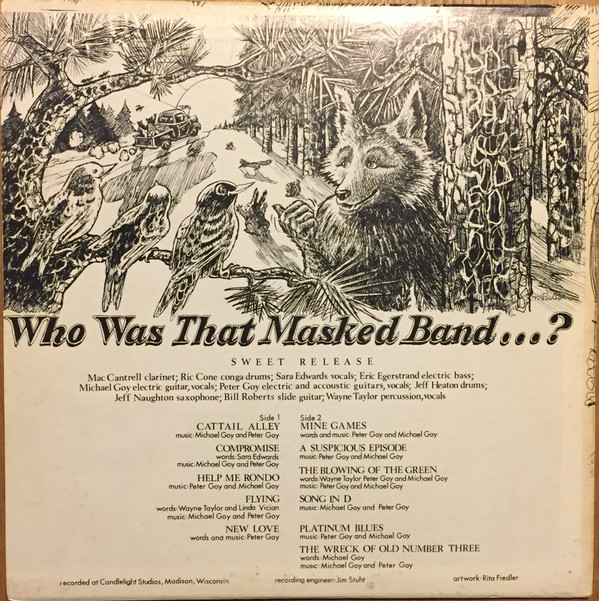 Who Was That Masked Band...?
SWEET RELEASE
Mac Cantrell clarinet; Ric Cone conga drums; Sara Edwards vocals; Eric Egerstrand electric bass;
Michael Goy electric guitar, vocals; Peter Goy electric and accoustic guitars, vocals; Jeff Heaton drums;
Jeff Naughton saxophone; Bill Roberts slide guitar; Wayne Taylor percussion, vocals
Side 1
CATTAIL ALLEY
music: Michael Goy and Peter Goy
COMPROMISE
words: Sara Edwards
music: Michael Goy and Peter Goy
HELP ME RONDO
music: Peter Goy and Michael Goy
FLYING
words: Wayne Taylor and Linda Vician
music: Michael Goy and Peter Goy
NEW LOVE
words and music: Peter Goy
Side 2
MINE GAMES
words and music: Peter Goy and Michael Goy
A SUSPICIOUS EPISODE
music: Peter Goy and Michael Goy
THE BLOWING OF THE GREEN
words: Wayne Taylor Peter Goy and Michael Goy
music: Peter Goy and Michael Goy
SONG IN D
music: Michael Goy and Peter Goy
PLATINUM BLUES
music: Peter Goy and Michael Goy
THE WRECK OF OLD NUMBER THREE
words: Michael Goy
music: Michael Goy and Peter Goy
recorded at Candlelight Studios, Madison, Wisconsin
recording engineer: Jim Stuht
artwork: Rita Fiedler